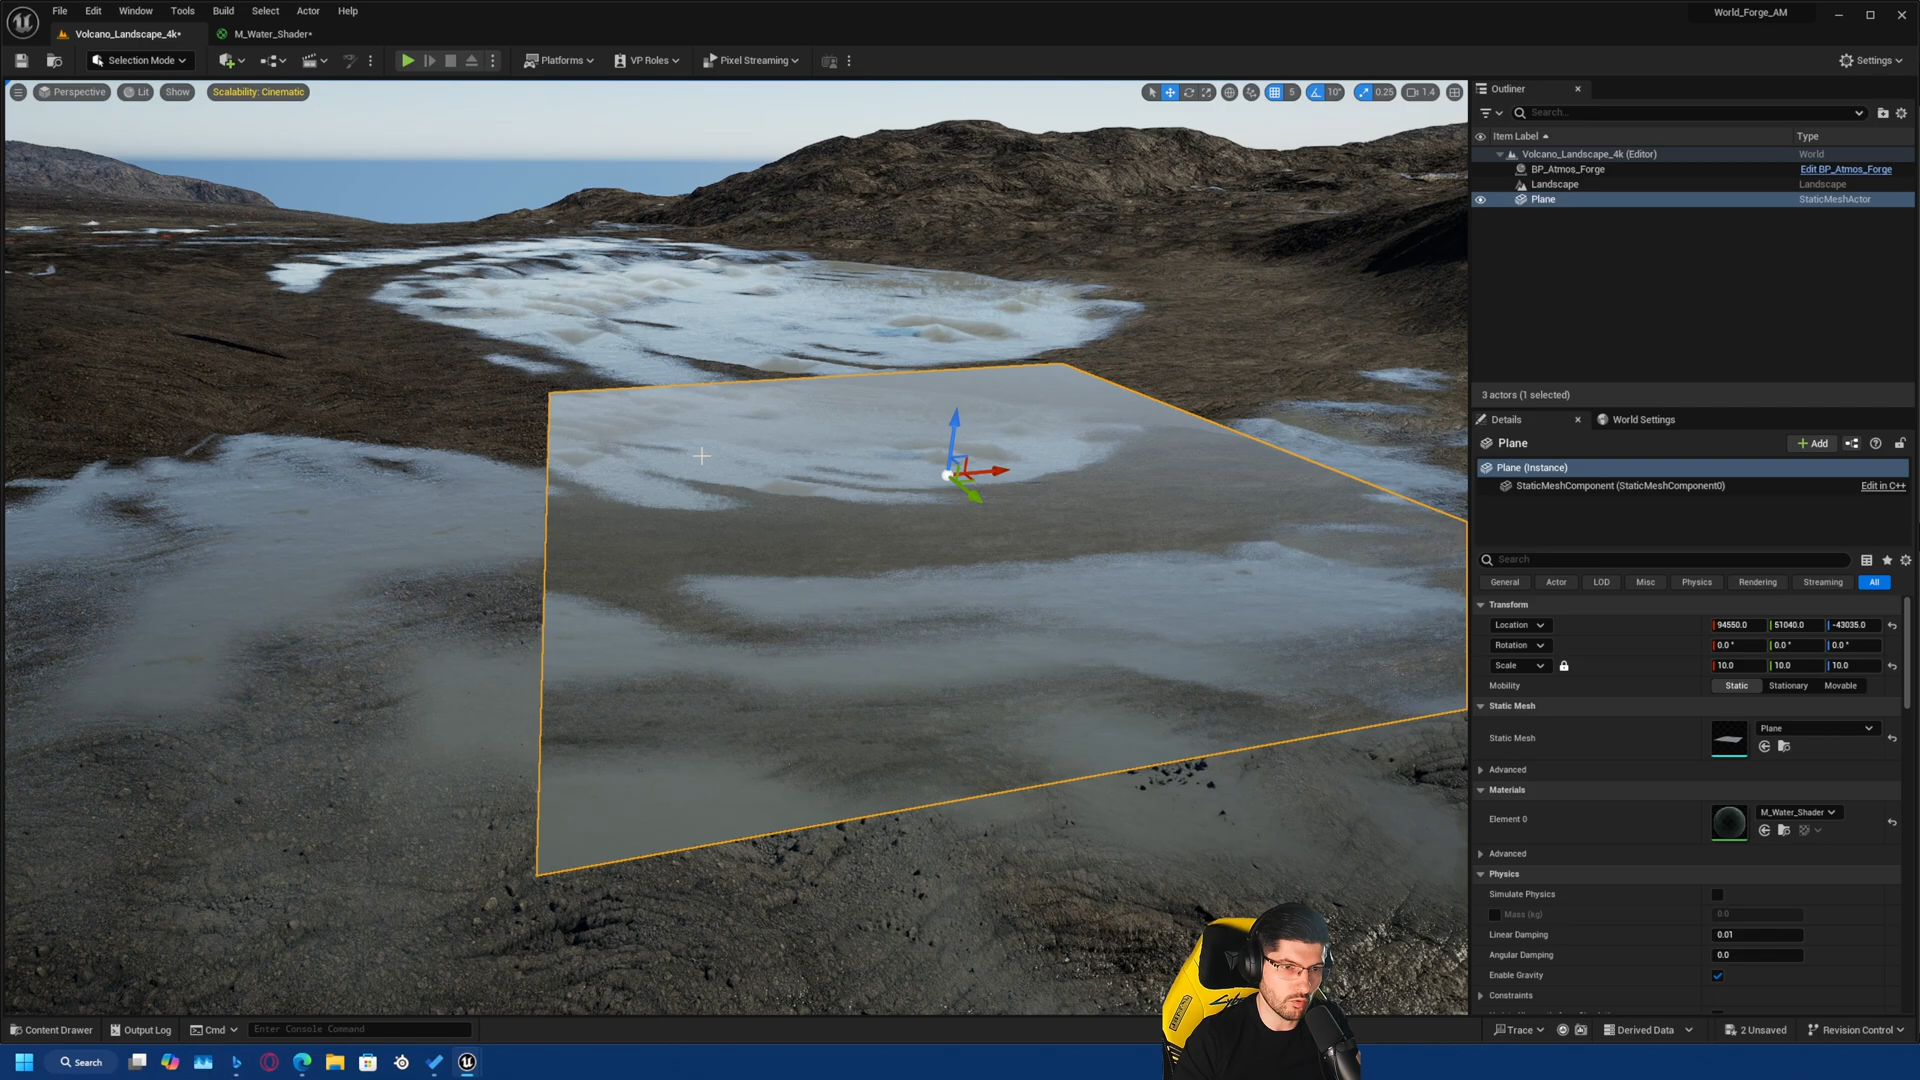 File Edit Window Tools Build Select Actor Help
World_Forge_AM
Volcano_Landscape_4k*
M_Water_Shader*
Selection Mode
Platforms
VP Roles
Pixel Streaming
Settings
Perspective
Lit
Show
Scalability: Cinematic
5
10°
0.25
1.4
Outliner
Search...
Item Label
Type
Volcano_Landscape_4k (Editor)
World
BP_Atmos_Forge
Edit BP_Atmos_Forge
Landscape
Landscape
Plane
StaticMeshActor
3 actors (1 selected)
Details
World Settings
Plane
Add
Plane (Instance)
StaticMeshComponent (StaticMeshComponent0)
Edit in C++
Search
General
Actor
LOD
Misc
Physics
Rendering
Streaming
All
Transform
Location
94550.0
51040.0
-43035.0
Rotation
0.0 °
0.0 °
0.0 °
Scale
10.0
10.0
10.0
Mobility
Static
Stationary
Movable
Static Mesh
Static Mesh
Plane
Advanced
Materials
Element 0
M_Water_Shader
Advanced
Physics
Simulate Physics
Mass (kg)
0.0
Linear Damping
0.01
Angular Damping
0.0
Enable Gravity
Constraints
Content Drawer
Output Log
Cmd
Enter Console Command
Trace
Derived Data
2 Unsaved
Revision Control
Search